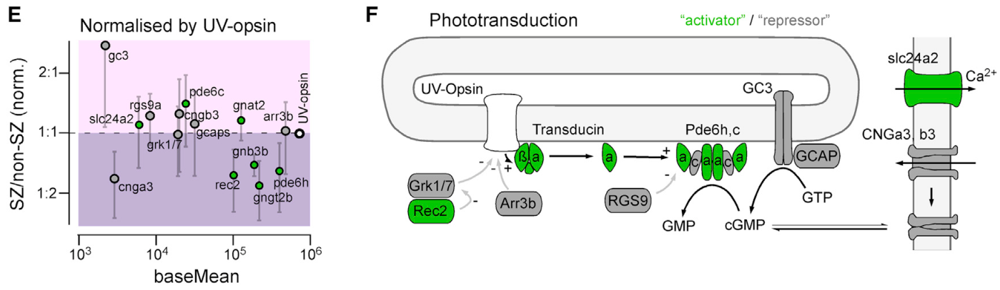 E
Normalised by UV-opsin
SZ/non-SZ (norm.)
2:1
1:1
1:2
gc3
pde6c
rgs9a
cngb3
gnat2
arr3b
UV-opsin
slc24a2
gcaps
grk1/7
gnb3b
cnga3
rec2
pde6h
gngt2b
10³
10⁴
10⁵
10⁶
baseMean
F
Phototransduction
“activator” / “repressor”
slc24a2
Ca²⁺
UV-Opsin
GC3
Transducin
Pde6h,c
CNGa3, b3
ß a
a
+
a c a a c a
GCAP
-
-
+
-
Grk1/7
Rec2
-
Arr3b
RGS9
GTP
GMP
cGMP